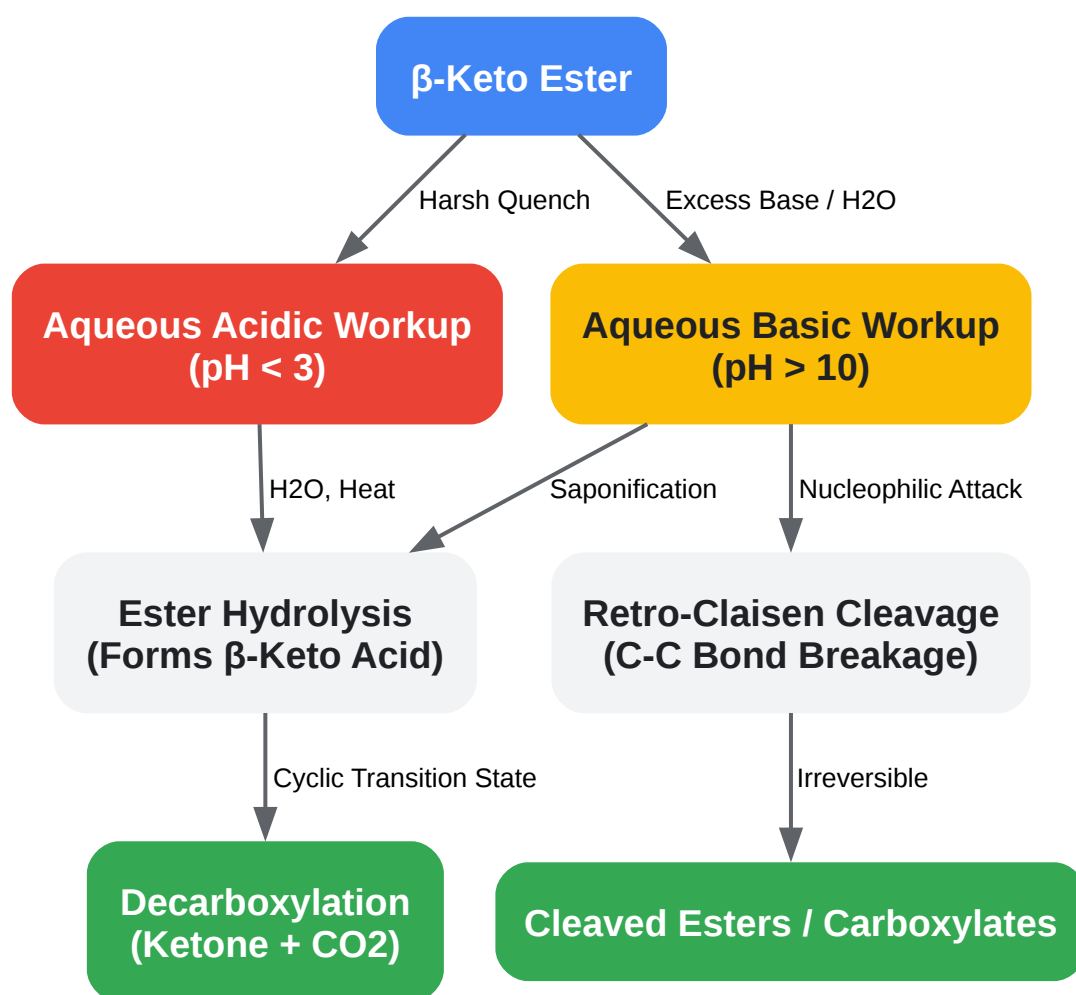 β-Keto Ester
Harsh Quench
Excess Base / H2O
Aqueous Acidic Workup
(pH < 3)
Aqueous Basic Workup
(pH > 10)
H2O, Heat
Saponification
Nucleophilic Attack
Ester Hydrolysis
(Forms β-Keto Acid)
Retro-Claisen Cleavage
(C-C Bond Breakage)
Cyclic Transition State
Irreversible
Decarboxylation
(Ketone + CO2)
Cleaved Esters / Carboxylates